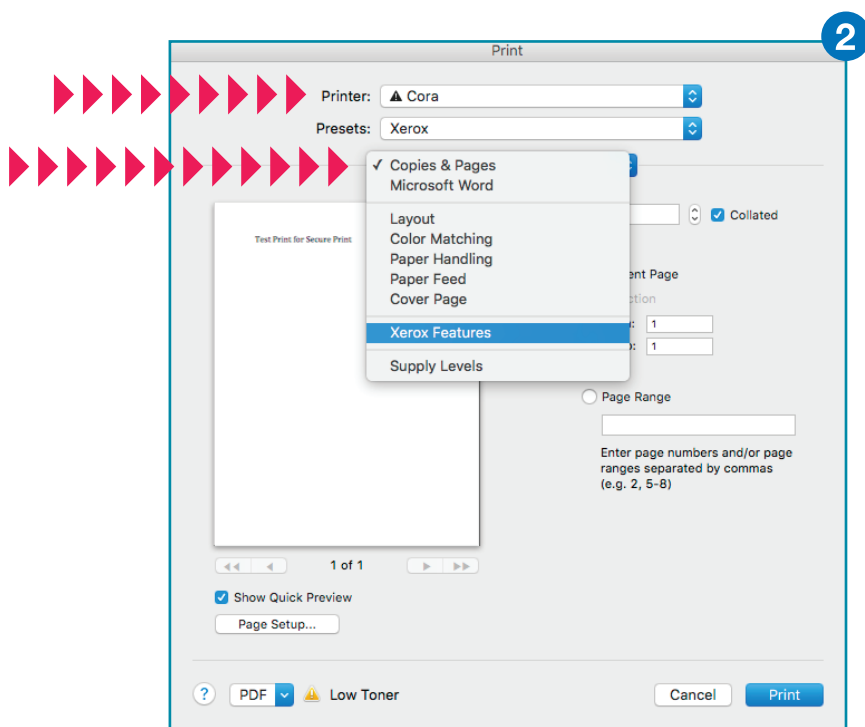 2
Print
Printer: Cora
Presets: Xerox
✓ Copies & Pages
Microsoft Word
Layout
Color Matching
Paper Handling
Paper Feed
Cover Page
Xerox Features
Supply Levels
Collated
Test Print for Secure Print
ent Page
ction
: 1
: 1
Page Range
Enter page numbers and/or page
ranges separated by commas
(e.g. 2, 5-8)
1 of 1
Show Quick Preview
Page Setup...
? PDF Low Toner Cancel Print